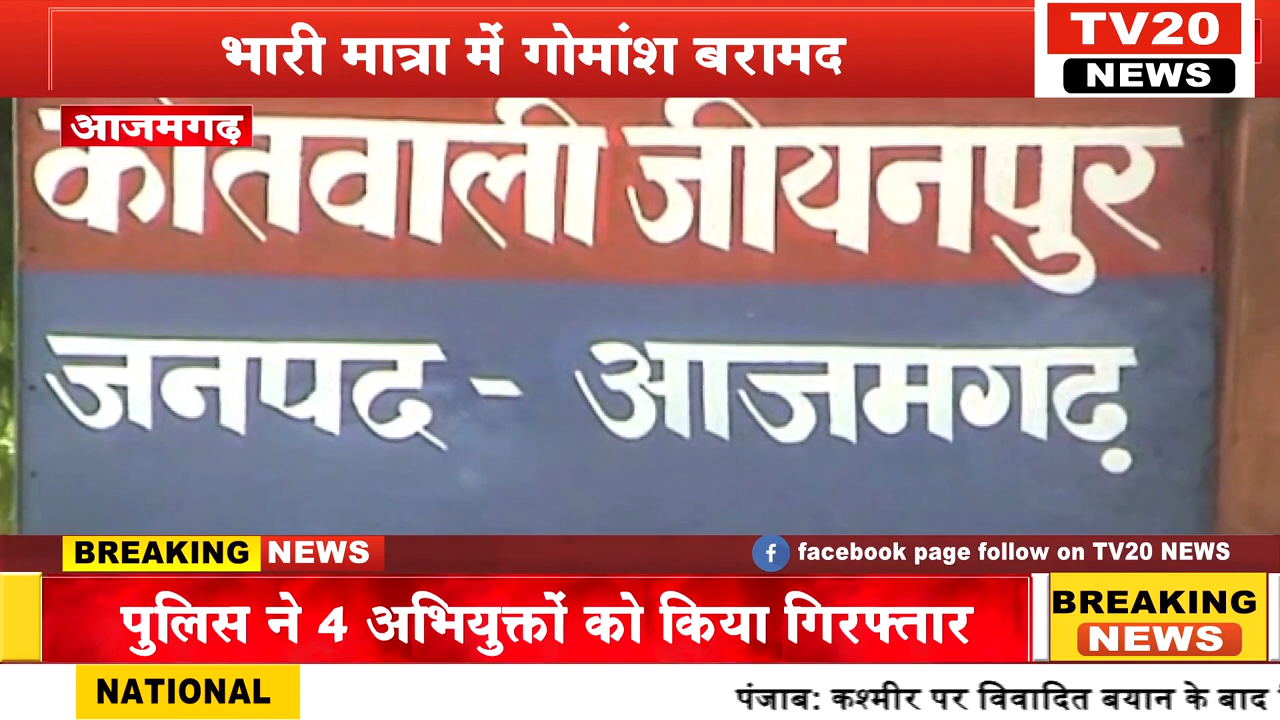 भारी मात्रा में गोमांश बरामद
TV20
NEWS
आजमगढ़
कोतवाली जीयनपुर
जनपद - आजमगढ़
BREAKING NEWS
facebook page follow on TV20 NEWS
पुलिस ने 4 अभियुक्तों को किया गिरफ्तार
BREAKING
NEWS
NATIONAL
पंजाब: कश्मीर पर विवादित बयान के बाद